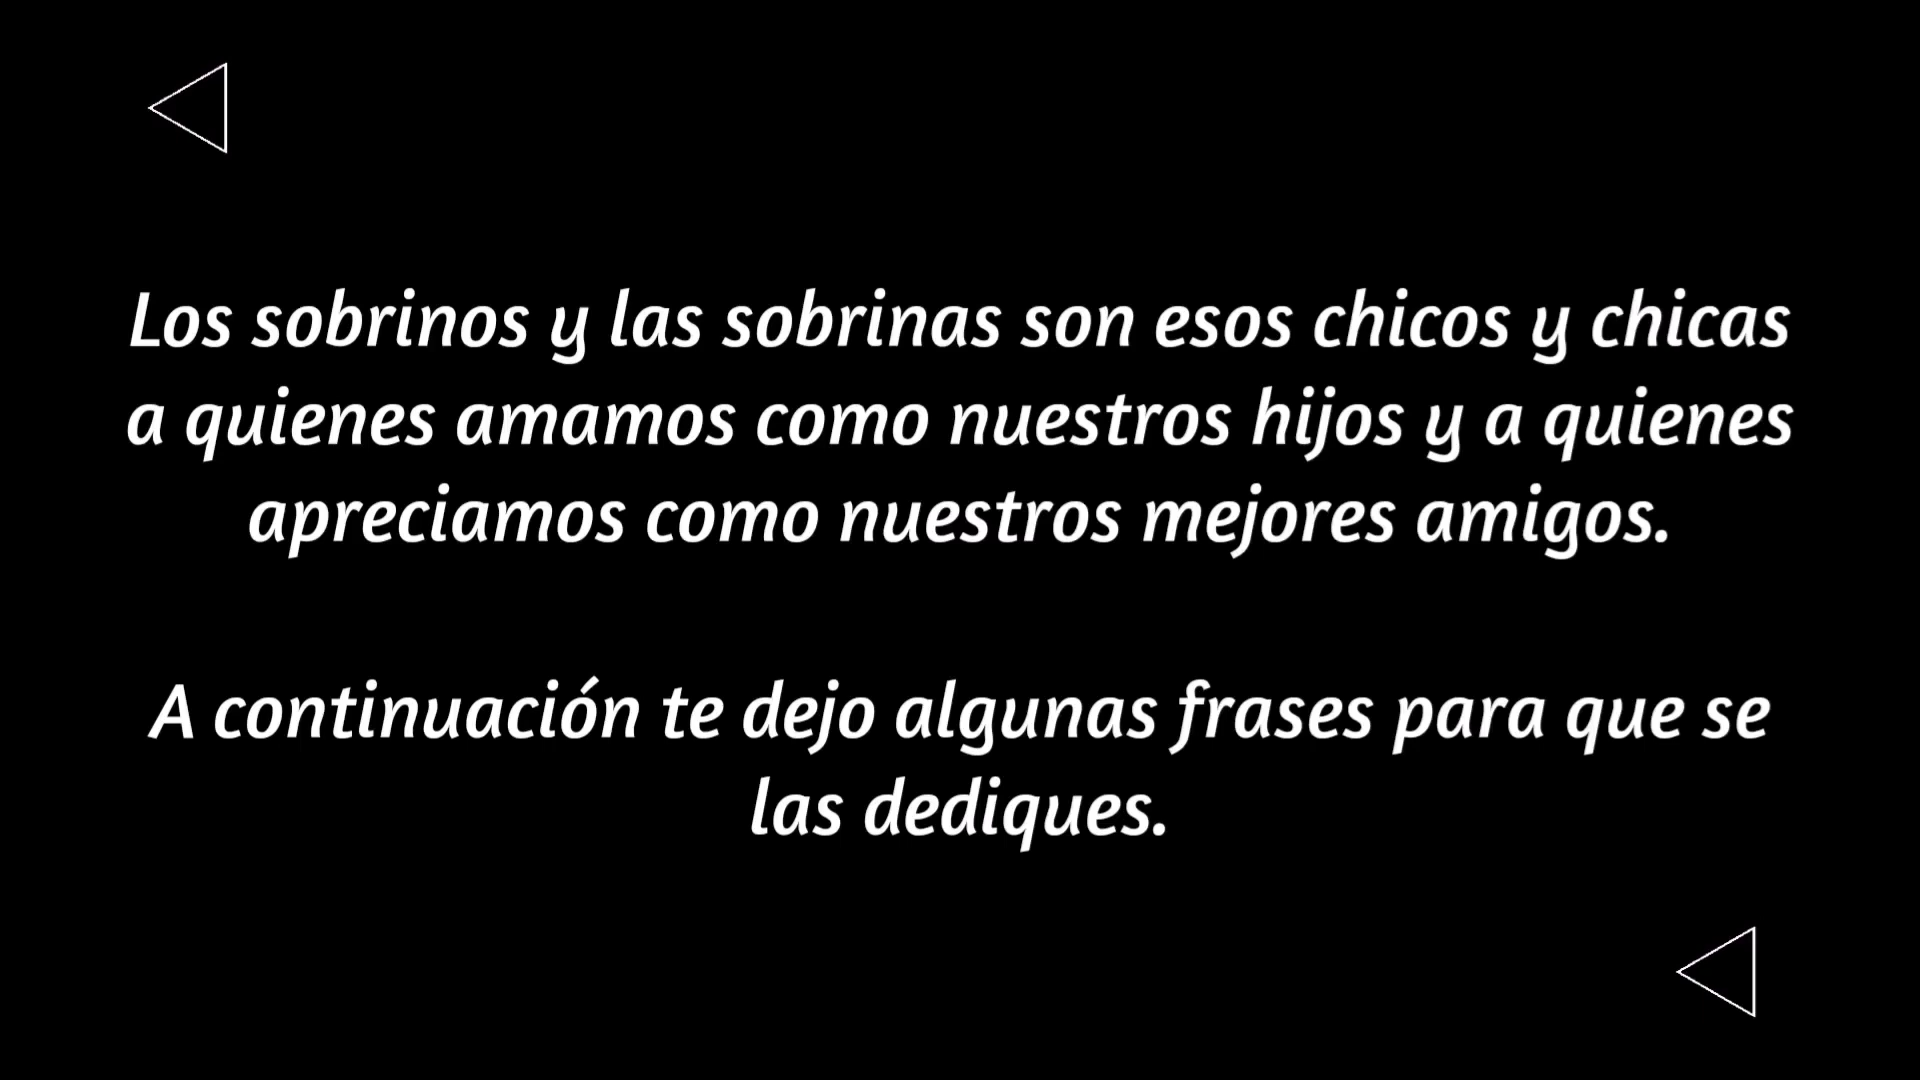 Los sobrinos y las sobrinas son esos chicos y chicas
a quienes amamos como nuestros hijos y a quienes
apreciamos como nuestros mejores amigos.
A continuación te dejo algunas frases para que se
las dediques.